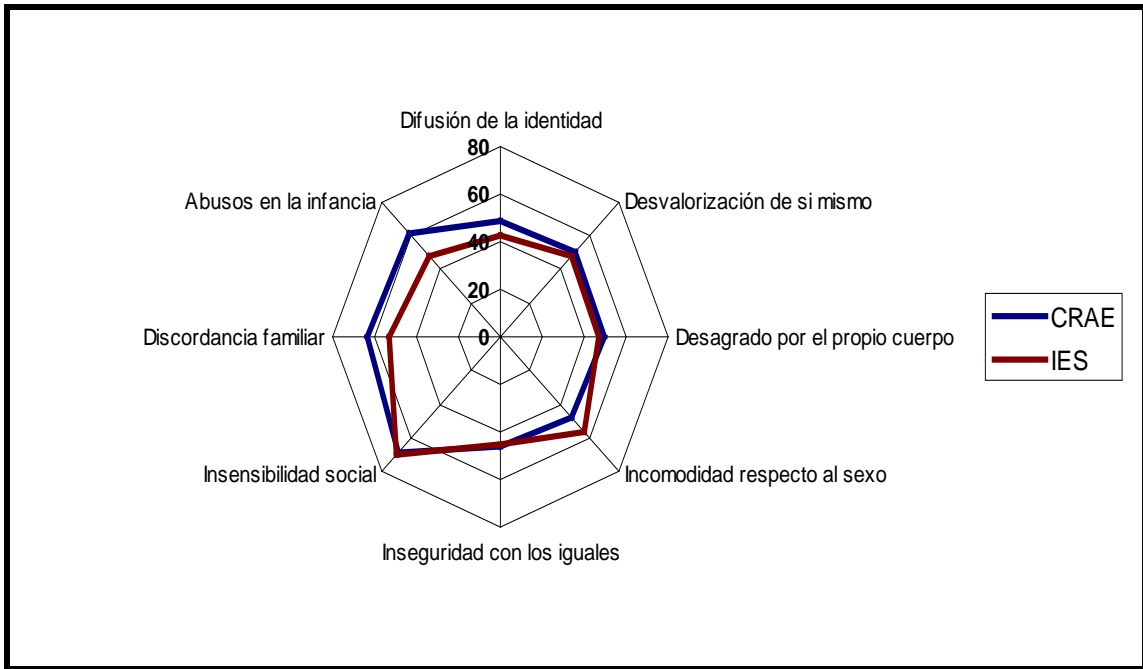 Difusión de la identidad
80
Abusos en la infancia
Desvalorización de si mismo
60
40
20
Discordancia familiar
0
Desagrado por el propio cuerpo
Insensibilidad social
Incomodidad respecto al sexo
Inseguridad con los iguales
CRAE
IES